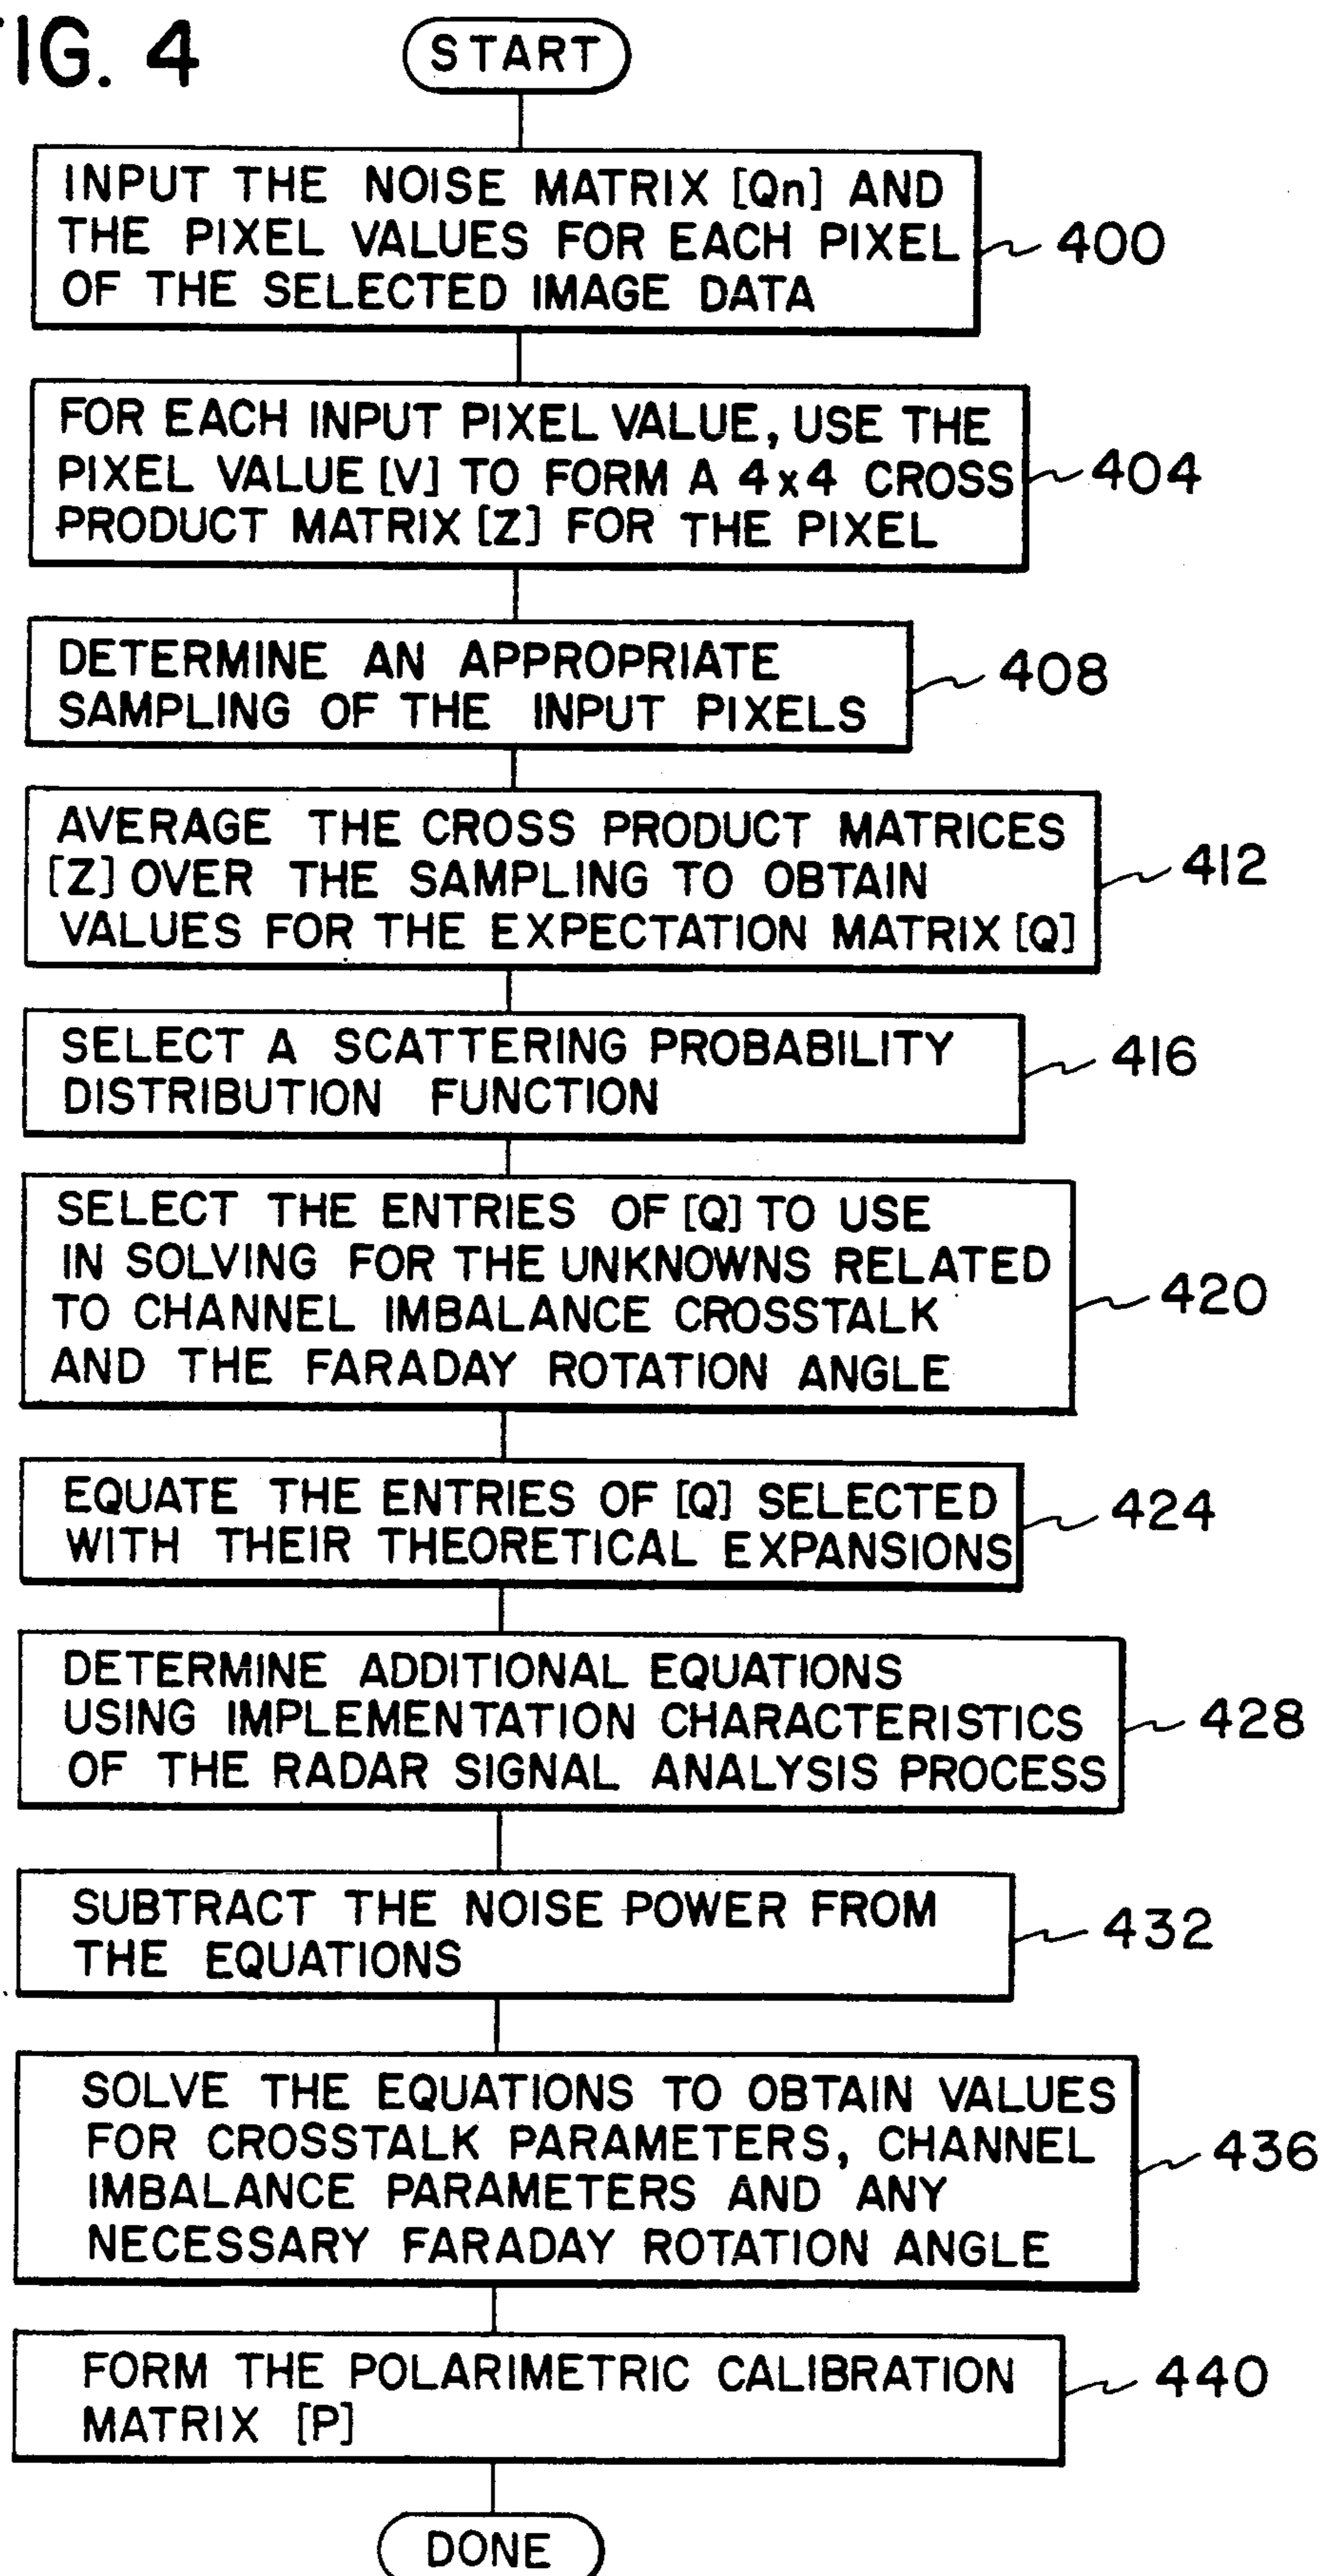 FIG. 4
START
INPUT THE NOISE MATRIX [Qn] AND
THE PIXEL VALUES FOR EACH PIXEL
OF THE SELECTED IMAGE DATA
400
FOR EACH INPUT PIXEL VALUE, USE THE
PIXEL VALUE [V] TO FORM A 4x4 CROSS
PRODUCT MATRIX [Z] FOR THE PIXEL
404
DETERMINE AN APPROPRIATE
SAMPLING OF THE INPUT PIXELS
408
AVERAGE THE CROSS PRODUCT MATRICES
[Z] OVER THE SAMPLING TO OBTAIN
VALUES FOR THE EXPECTATION MATRIX [Q]
412
SELECT A SCATTERING PROBABILITY
DISTRIBUTION FUNCTION
416
SELECT THE ENTRIES OF [Q] TO USE
IN SOLVING FOR THE UNKNOWNS RELATED
TO CHANNEL IMBALANCE CROSSTALK
AND THE FARADAY ROTATION ANGLE
420
EQUATE THE ENTRIES OF [Q] SELECTED
WITH THEIR THEORETICAL EXPANSIONS
424
DETERMINE ADDITIONAL EQUATIONS
USING IMPLEMENTATION CHARACTERISTICS
OF THE RADAR SIGNAL ANALYSIS PROCESS
428
SUBTRACT THE NOISE POWER FROM
THE EQUATIONS
432
SOLVE THE EQUATIONS TO OBTAIN VALUES
FOR CROSSTALK PARAMETERS, CHANNEL
IMBALANCE PARAMETERS AND ANY
NECESSARY FARADAY ROTATION ANGLE
436
FORM THE POLARIMETRIC CALIBRATION
MATRIX [P]
440
DONE